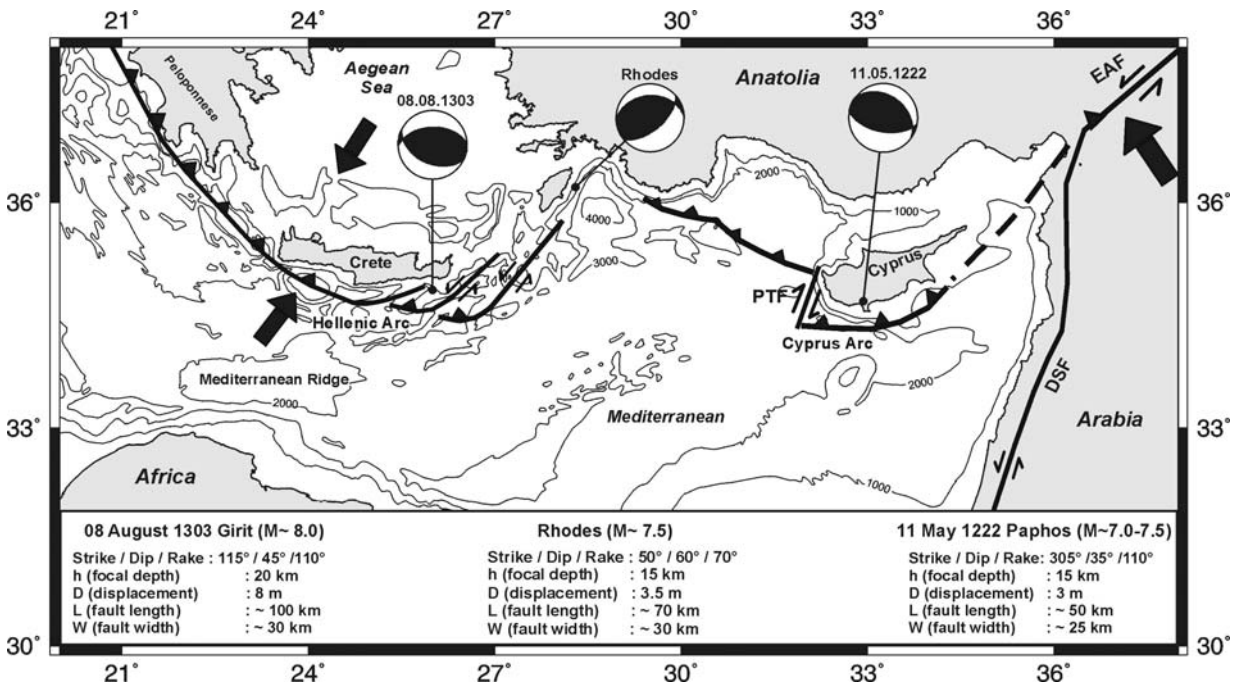 21° 24° 27° 30° 33° 36°
Peloponnese
Aegean
Sea
08.08.1303
Rhodes
Anatolia
11.05.1222
EAF
36° 36°
2000
1000
4000
3000
Crete
Cyprus
PTF
Hellenic Arc
Cyprus Arc
Mediterranean Ridge
2000
2000
DSF
Mediterranean
Arabia
33° 33°
Africa
1000
08 August 1303 Girit (M~ 8.0)
Strike / Dip / Rake : 115° / 45° /110°
h (focal depth) : 20 km
D (displacement) : 8 m
L (fault length) : ~ 100 km
W (fault width) : ~ 30 km
Rhodes (M~ 7.5)
Strike / Dip / Rake : 50° / 60° / 70°
h (focal depth) : 15 km
D (displacement) : 3.5 m
L (fault length) : ~ 70 km
W (fault width) : ~ 30 km
11 May 1222 Paphos (M~7.0-7.5)
Strike / Dip / Rake: 305° /35° /110°
h (focal depth) : 15 km
D (displacement) : 3 m
L (fault length) : ~ 50 km
W (fault width) : ~ 25 km
30° 30°
21° 24° 27° 30° 33° 36°